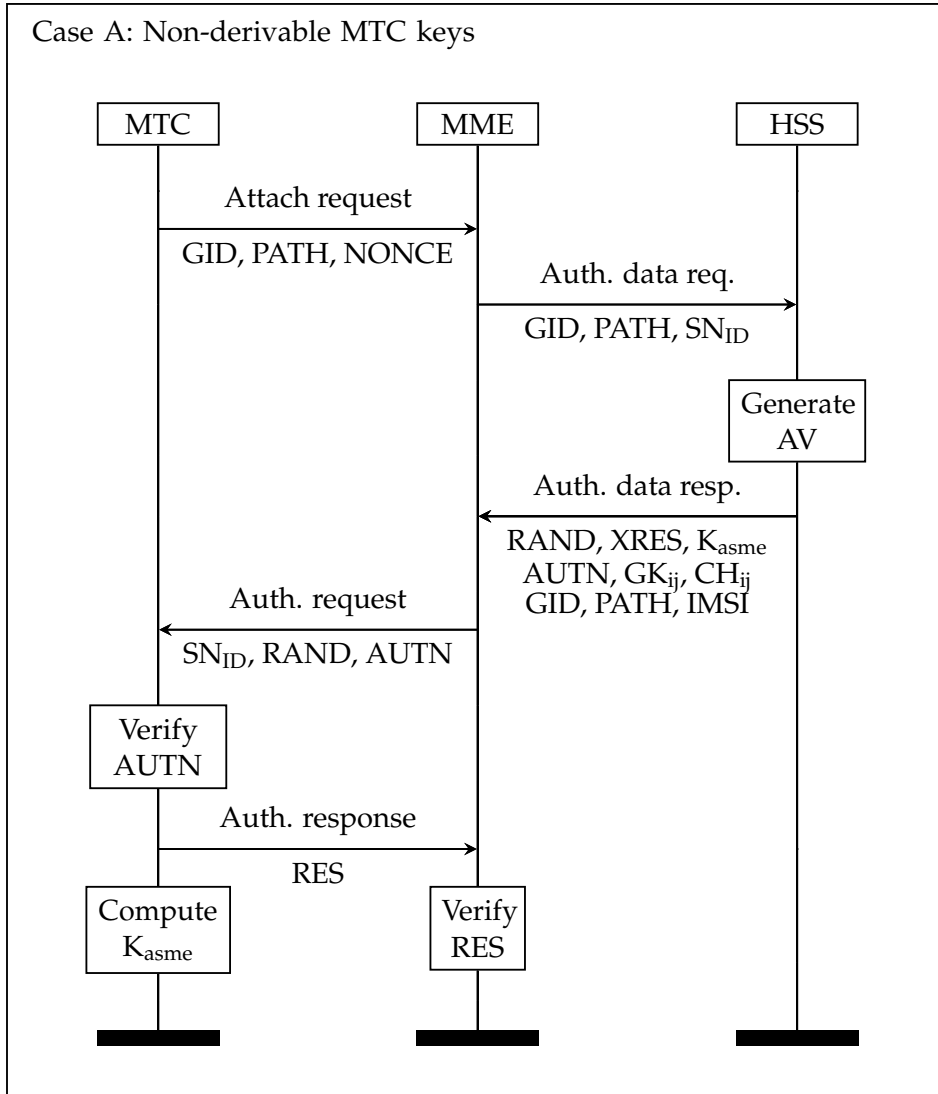 Case A: Non-derivable MTC keys
MTC
MME
HSS
Attach request
GID, PATH, NONCE
Auth. data req.
GID, PATH, SN_ID
Generate
AV
Auth. data resp.
RAND, XRES, K_asme
AUTN, GK_ij, CH_ij
GID, PATH, IMSI
Auth. request
SN_ID, RAND, AUTN
Verify
AUTN
Auth. response
RES
Compute
K_asme
Verify
RES